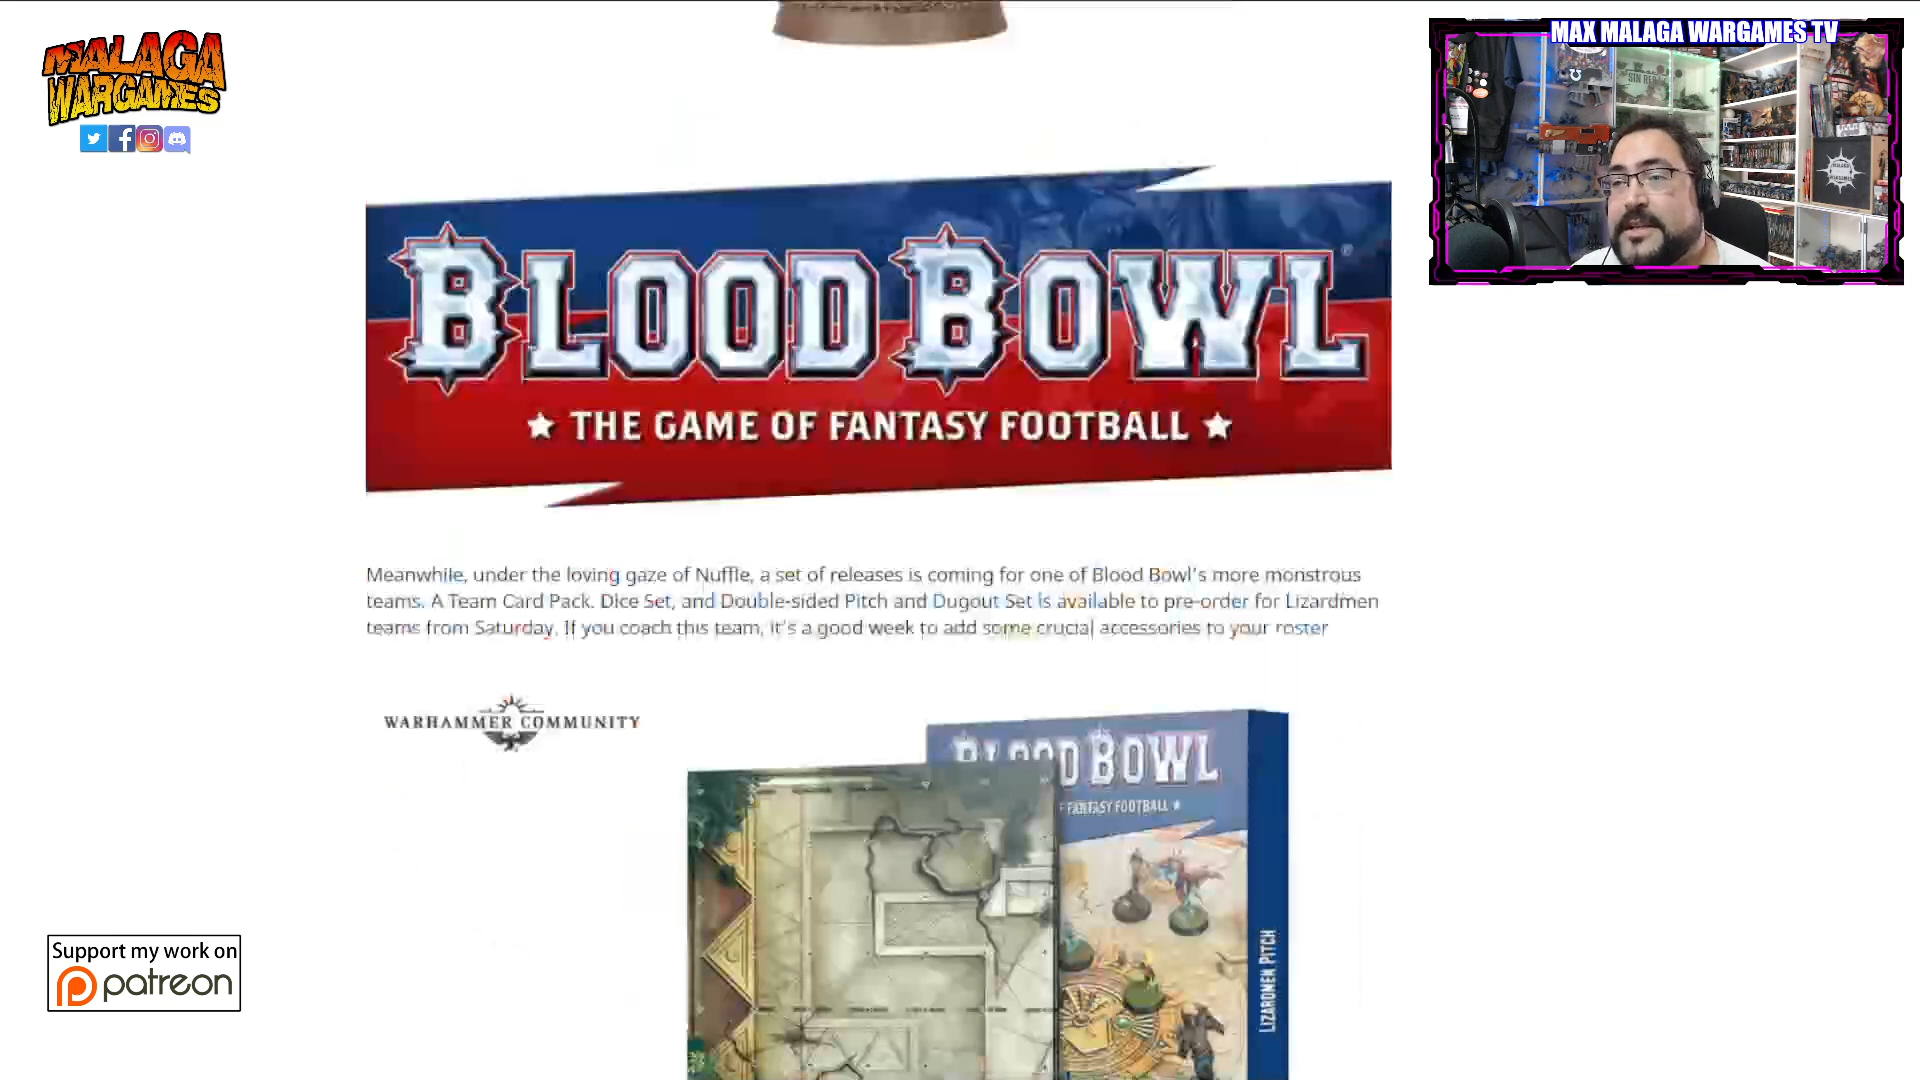 MALAGA
WARGAMES
MAX MALAGA WARGAMES TV
BLOOD BOWL
THE GAME OF FANTASY FOOTBALL
Meanwhile, under the loving gaze of Nuffle, a set of releases is coming for one of Blood Bowl's more monstrous
teams. A Team Card Pack. Dice Set, and Double-sided Pitch and Dugout Set is available to pre-order for Lizardmen
teams from Saturday. If you coach this team, it's a good week to add some crucial accessories to your roster
WARHAMMER COMMUNITY
BLOOD BOWL
FANTASY FOOTBALL
LIZARDMEN PITCH
Support my work on
patreon